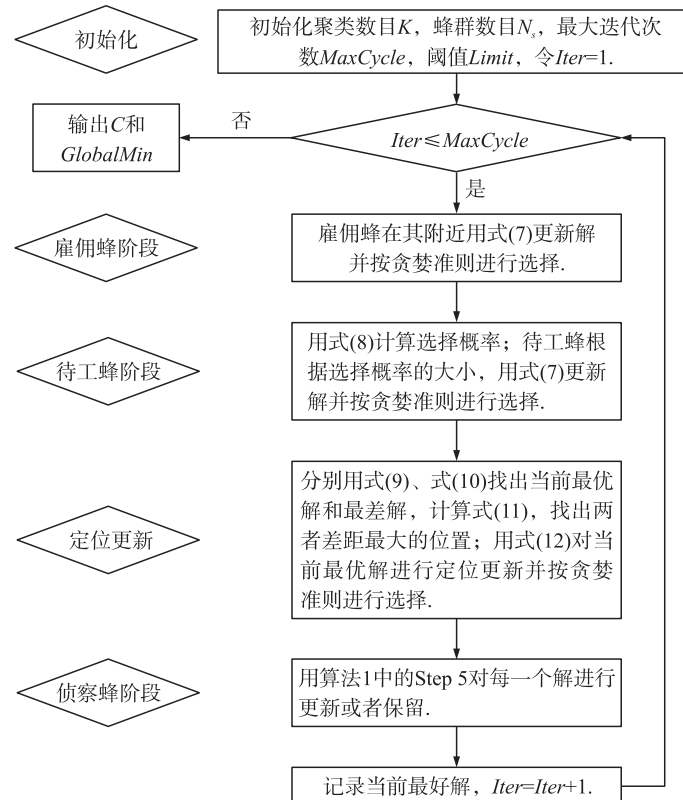 初始化
初始化聚类数目K，蜂群数目Ns，最大迭代次
数MaxCycle，阈值Limit，令Iter=1.
输出C和
GlobalMin
否
Iter≤MaxCycle
是
雇佣蜂阶段
雇佣蜂在其附近用式(7)更新解
并按贪婪准则进行选择.
待工蜂阶段
用式(8)计算选择概率；待工蜂根
据选择概率的大小，用式(7)更新
解并按贪婪准则进行选择.
定位更新
分别用式(9)、式(10)找出当前最优
解和最差解，计算式(11)，找出两
者差距最大的位置；用式(12)对当
前最优解进行定位更新并按贪婪
准则进行选择.
侦察蜂阶段
用算法1中的Step 5对每一个解进行
更新或者保留.
记录当前最好解，Iter=Iter+1.